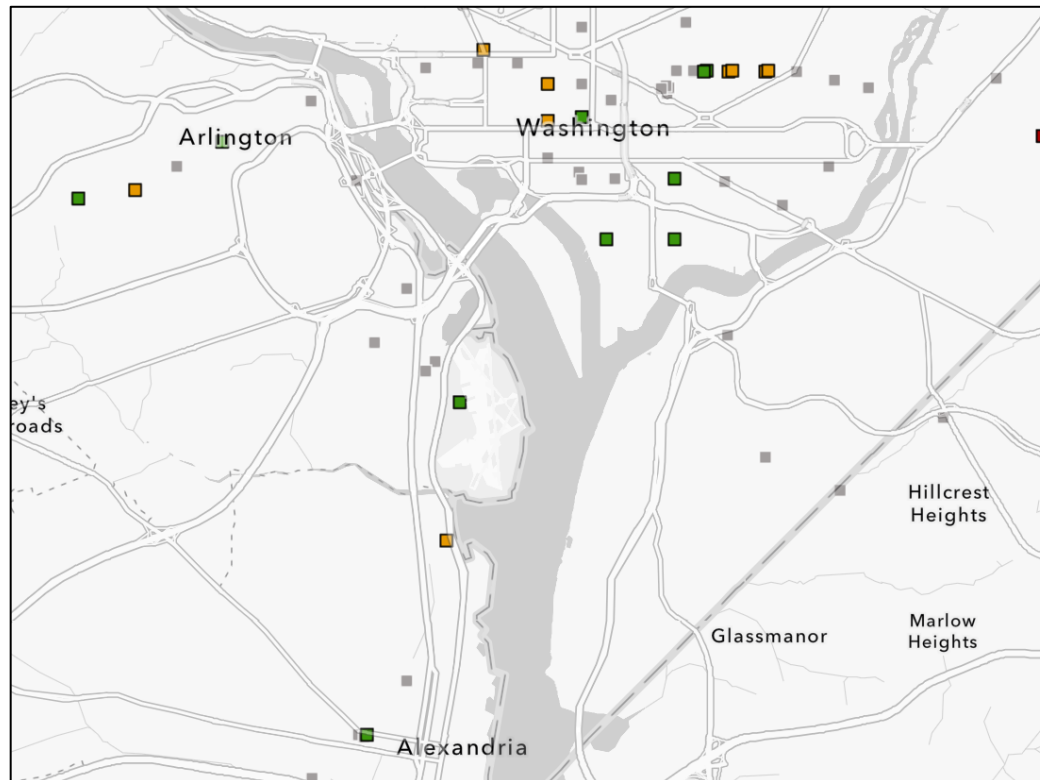 Washington
Arlington
ey's
roads
Hillcrest
Heights
Glassmanor
Marlow
Heights
Alexandria